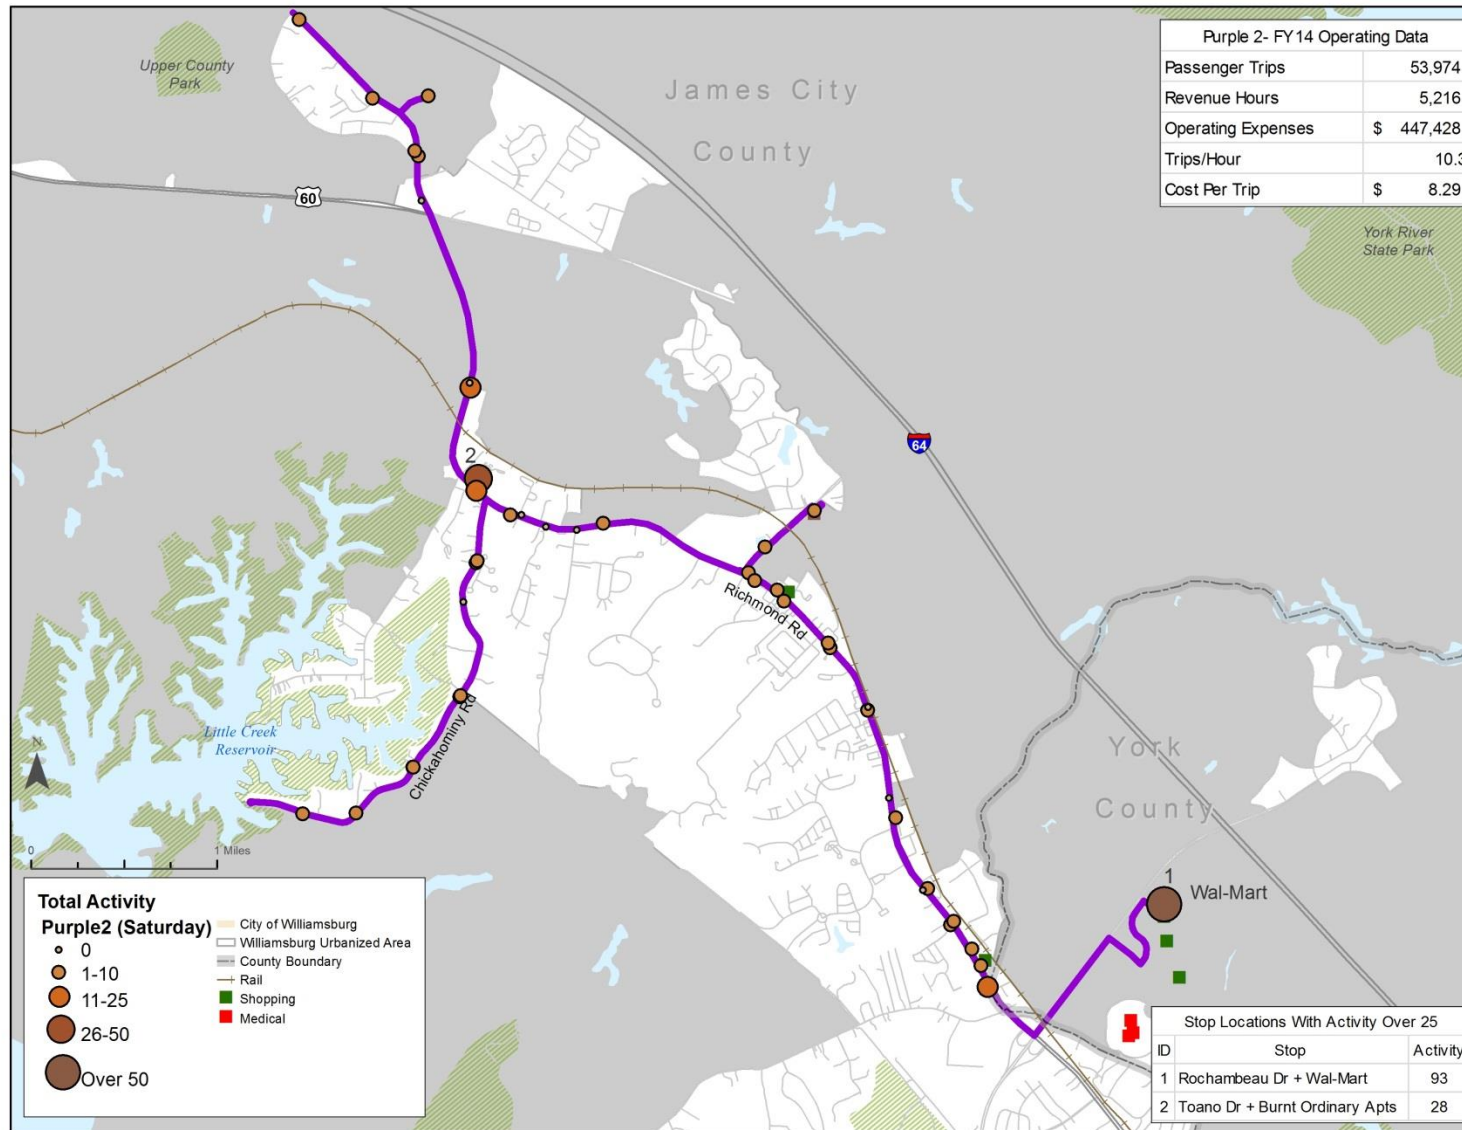 Purple 2- FY14 Operating Data
Passenger Trips 53,974
Revenue Hours 5,216
Operating Expenses $ 447,428
Trips/Hour 10.3
Cost Per Trip $ 8.29
Upper County
Park
James City
County
60
York River
State Park
64
2
Richmond Rd
Chickahominy Rd
Little Creek
Reservoir
N
York
County
1
Wal-Mart
0 1 Miles
Total Activity
Purple2 (Saturday)
0
1-10
11-25
26-50
Over 50
City of Williamsburg
Williamsburg Urbanized Area
County Boundary
Rail
Shopping
Medical
Stop Locations With Activity Over 25
ID Stop Activity
1 Rochambeau Dr + Wal-Mart 93
2 Toano Dr + Burnt Ordinary Apts 28